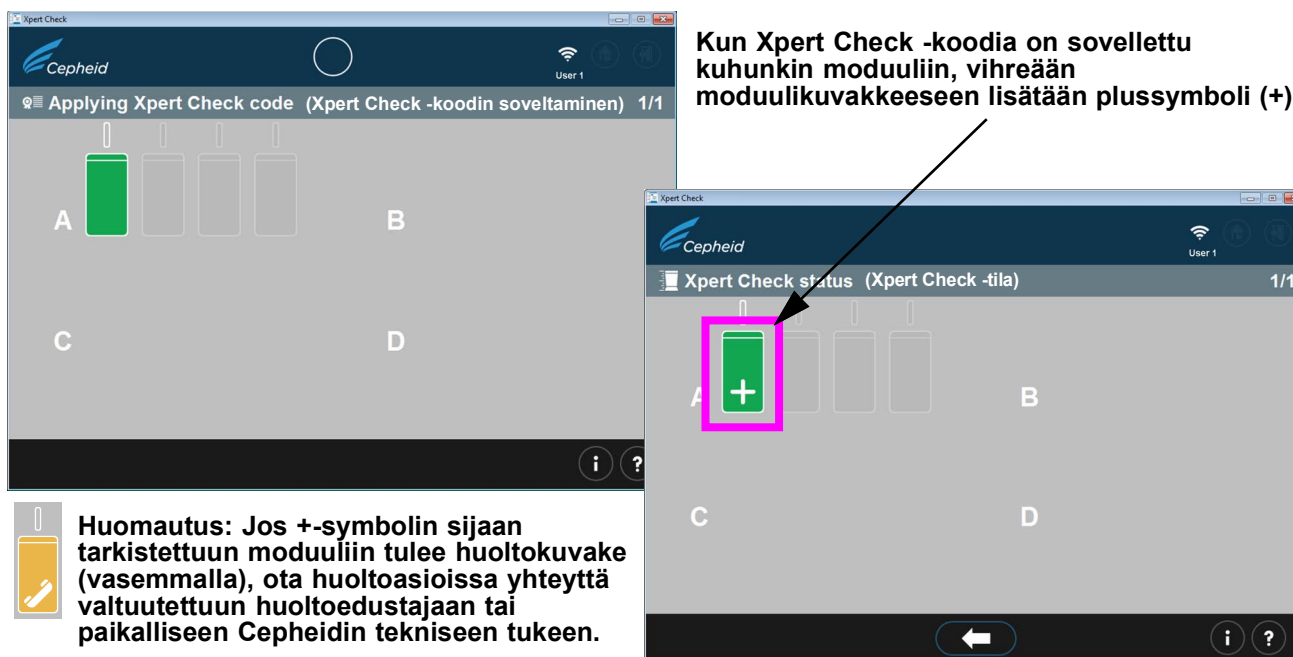 Xpert Check
Cepheid
User 1
Applying Xpert Check code (Xpert Check -koodin soveltaminen) 1/1
A
B
C
D
i ?
Kun Xpert Check -koodia on sovellettu
kuhunkin moduuliin, vihreään
moduulikuvakkeeseen lisätään plussymboli (+)
Xpert Check
Cepheid
User 1
Xpert Check status (Xpert Check -tila) 1/1
A
+
B
C
D
i ?
Huomautus: Jos +-symbolin sijaan
tarkistettuun moduuliin tulee huoltokuvake
(vasemmalla), ota huoltoasioissa yhteyttä
valtuutettuun huoltoedustajaan tai
paikalliseen Cepheidin tekniseen tukeen.